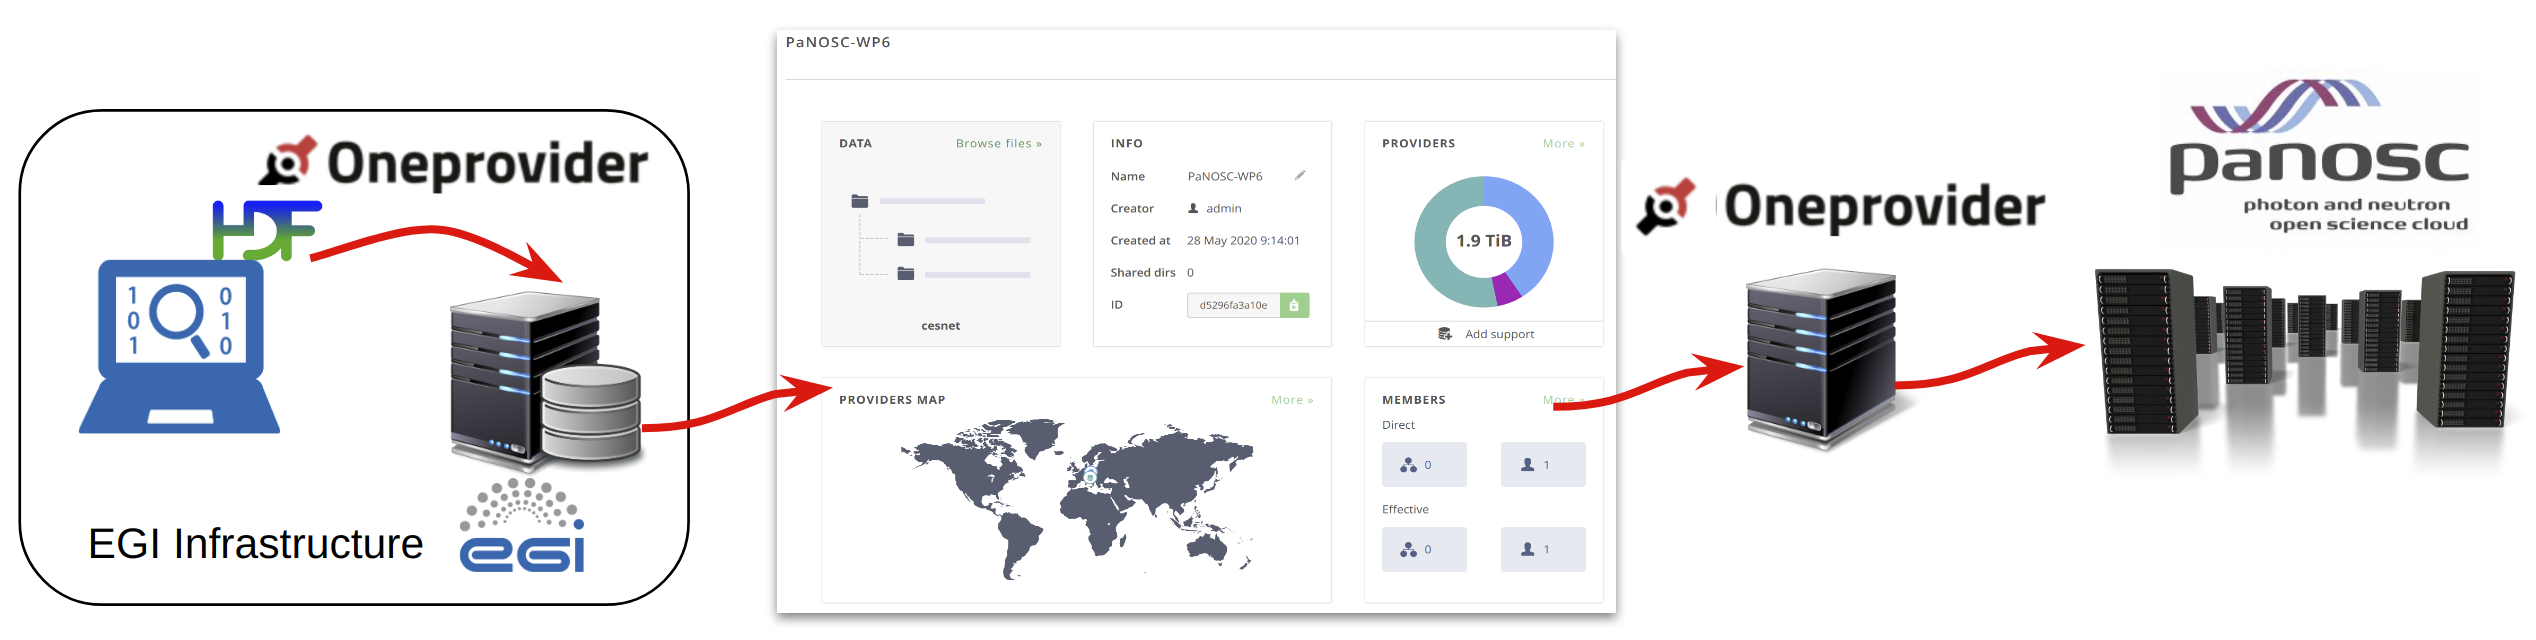 Oneprovider
HDF
1 0
0 1
1 0
EGI Infrastructure
egi
PaNOSC-WP6
DATA
Browse files »
cesnet
INFO
Name PaNOSC-WP6
Creator admin
Created at 28 May 2020 9:14:01
Shared dirs 0
ID d5296fa3a10e
PROVIDERS
More »
1.9 TiB
Add support
PROVIDERS MAP
More »
MEMBERS
More »
Direct
0 1
Effective
0 1
Oneprovider
panosc
photon and neutron
open science cloud